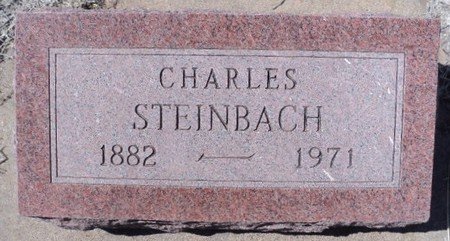 CHARLES
STEINBACH
1882 — 1971